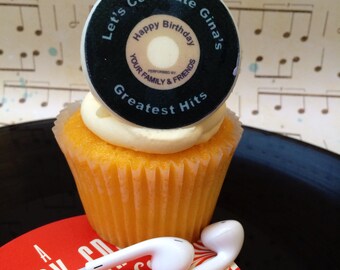 Let's Celebrate Gina's
Happy Birthday
YOUR FAMILY & FRIENDS
Greatest Hits
A